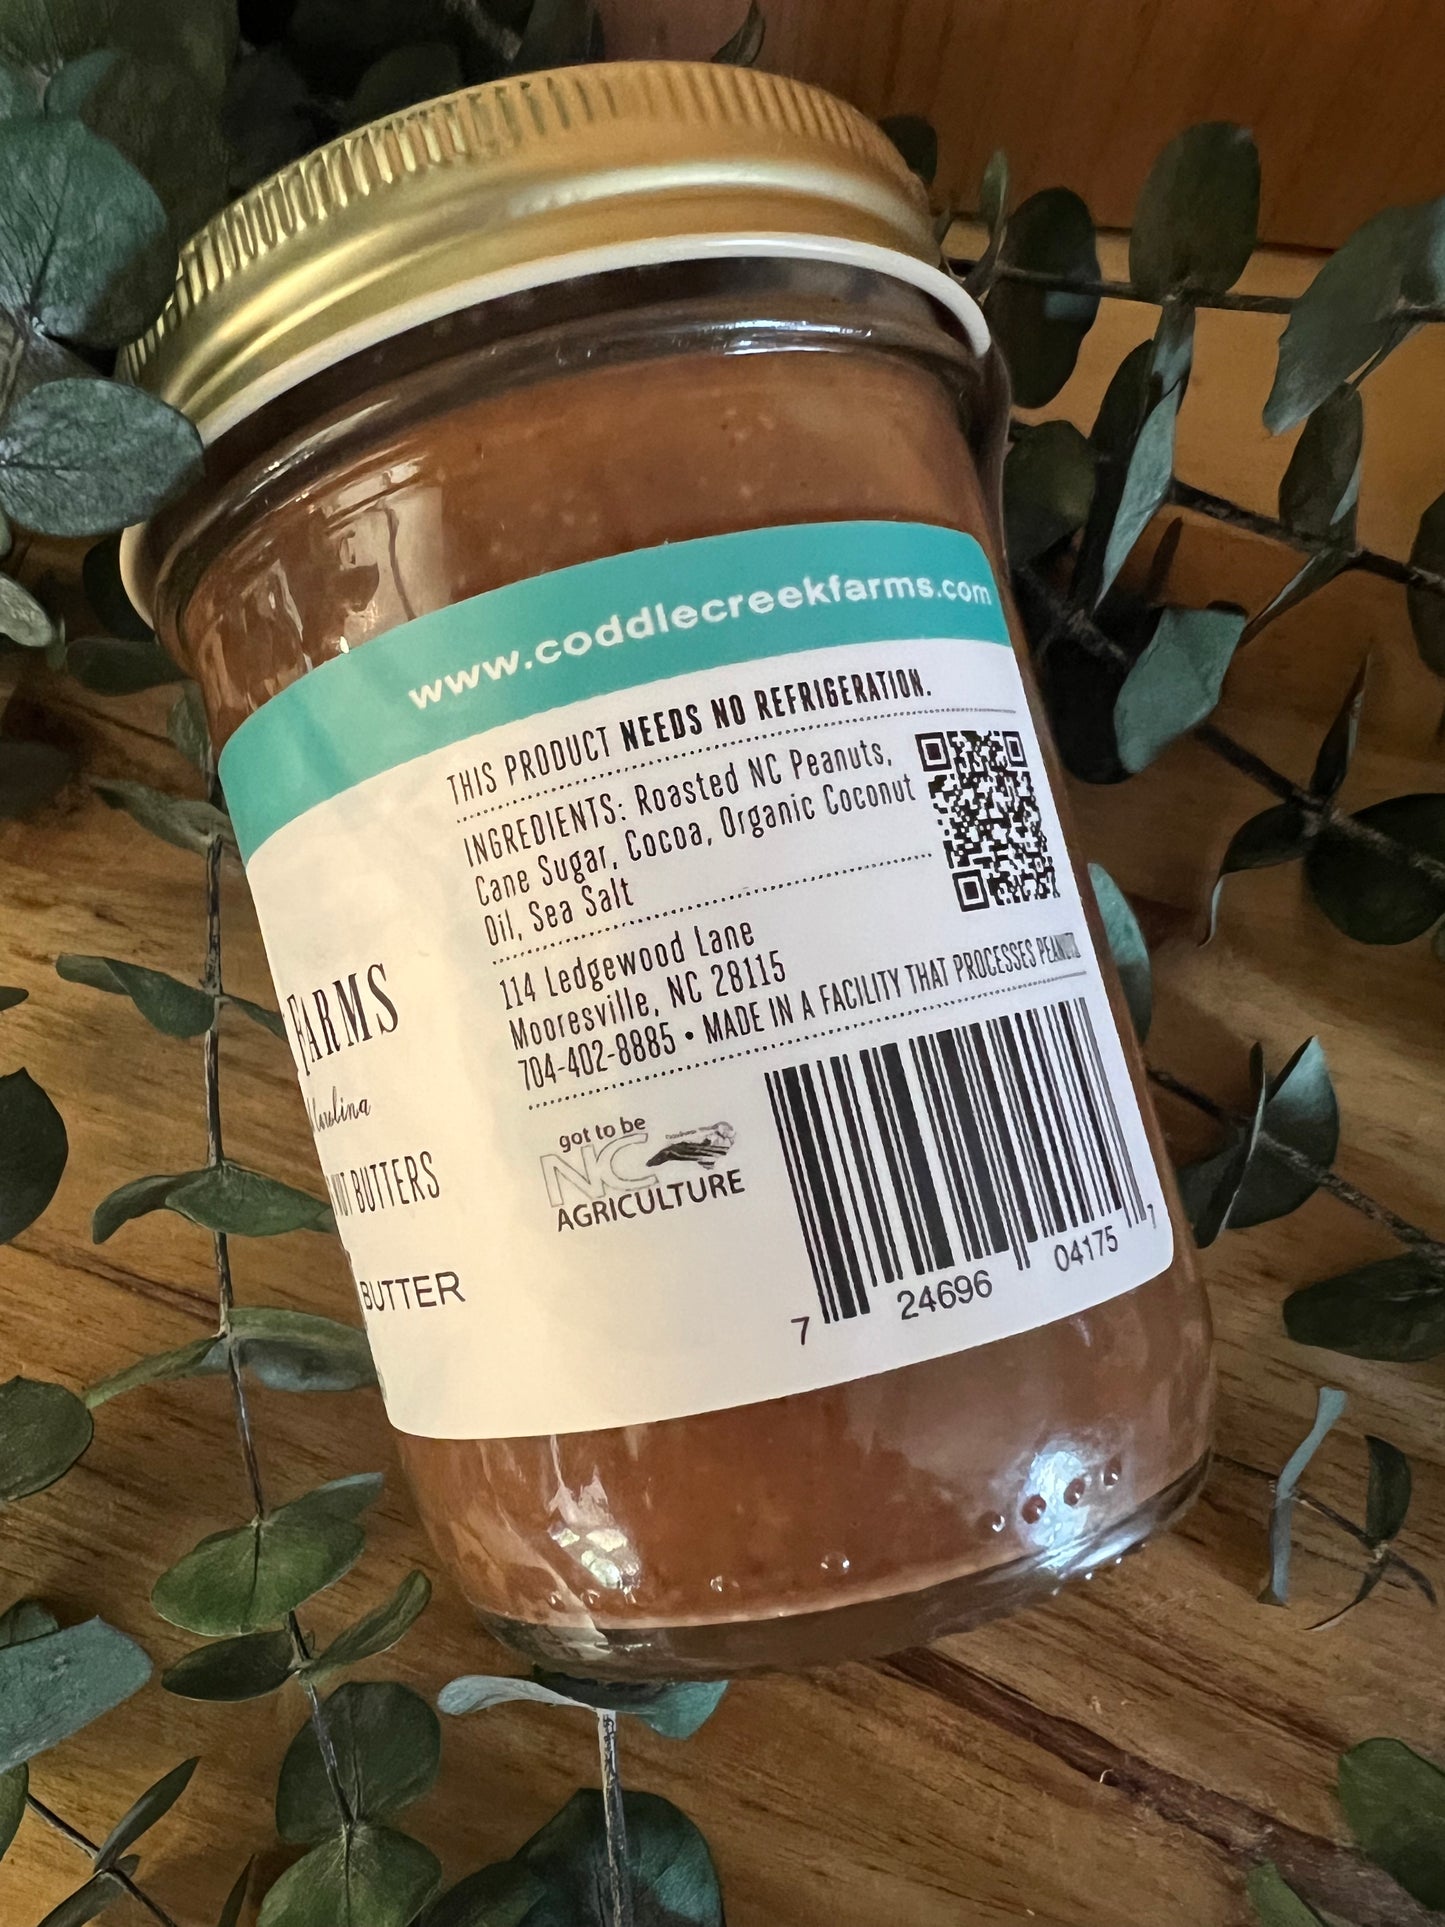 www.coddlecreekfarms.com
THIS PRODUCT NEEDS NO REFRIGERATION.
INGREDIENTS: Roasted NC Peanuts,
Cane Sugar, Cocoa, Organic Coconut
Oil, Sea Salt
114 Ledgewood Lane
Mooresville, NC 28115
704-402-8885 • MADE IN A FACILITY THAT PROCESSES PEANUTS
got to be
NC
AGRICULTURE
7 24696 04175 7
FARMS
Carolina
NUT BUTTERS
BUTTER